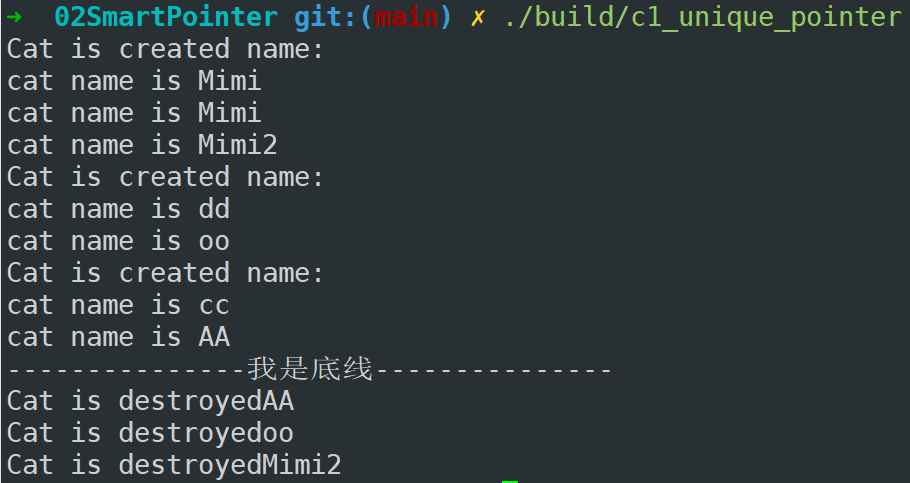 ➜  02SmartPointer git:(main) ✗ ./build/c1_unique_pointer
Cat is created name:
cat name is Mimi
cat name is Mimi
cat name is Mimi2
Cat is created name:
cat name is dd
cat name is oo
Cat is created name:
cat name is cc
cat name is AA
---------------我是底线---------------
Cat is destroyedAA
Cat is destroyedoo
Cat is destroyedMimi2